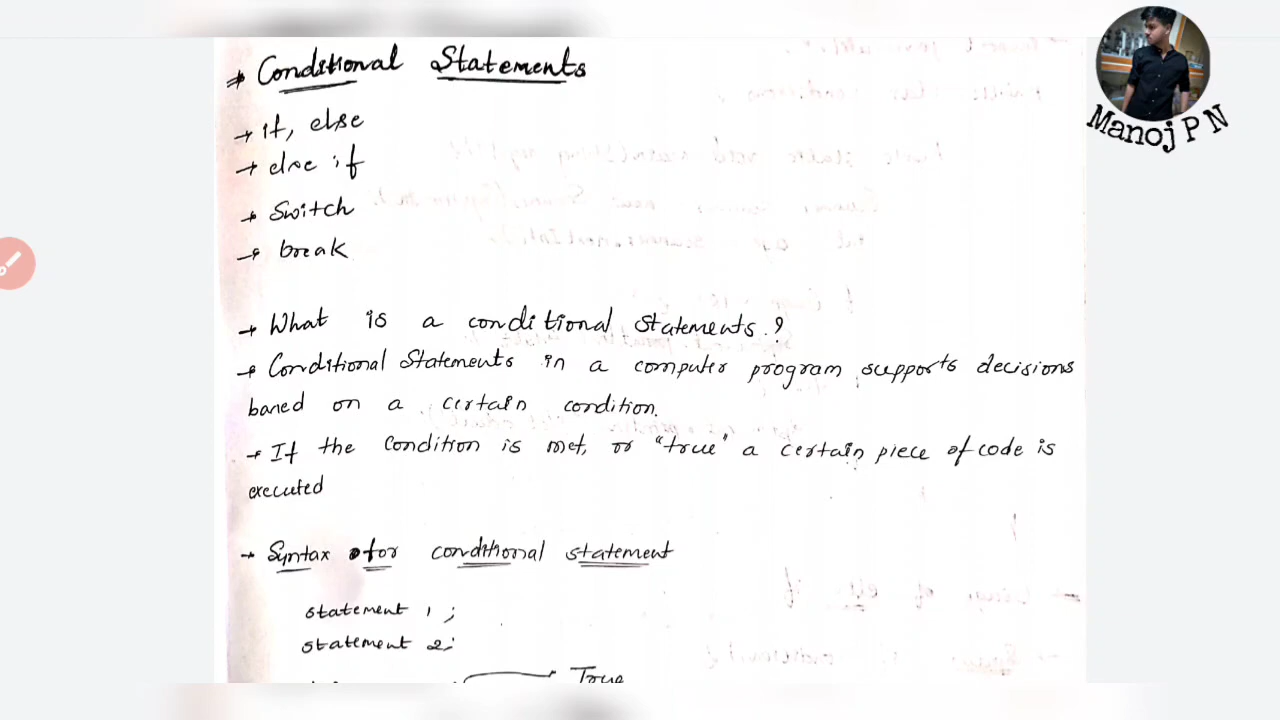 → Conditional Statements
→ if, else
→ else if
→ Switch
→ break
→ What is a conditional statements?
→ Conditional Statements in a computer program supports decisions
baned on a certain condition.
→ If the condition is met, or "true" a certain piece of code is
executed
→ Syntax for conditional statement
statement 1;
statement 2;
True
Manoj P N